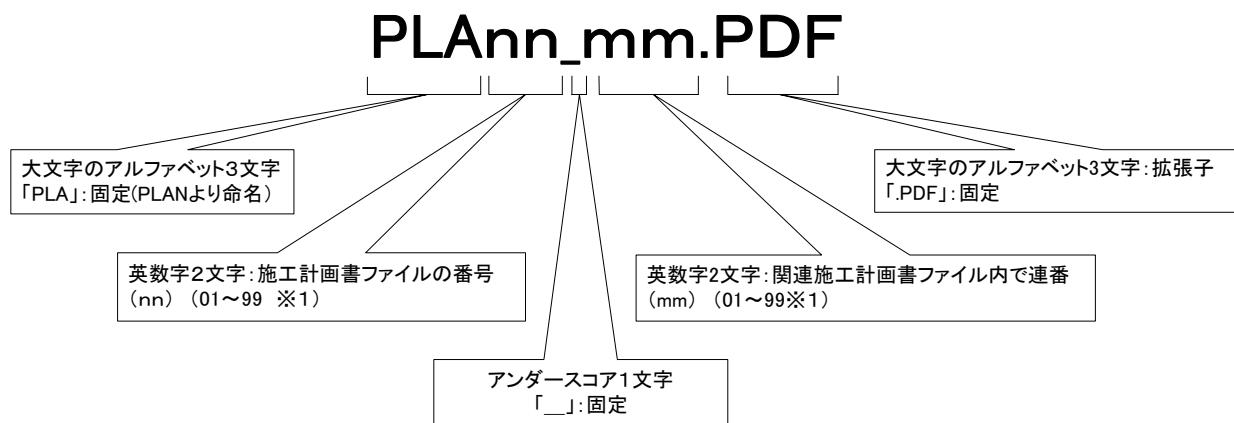 PLAnn_mm.PDF
大文字のアルファベット3文字
「PLA」:固定(PLANより命名)
大文字のアルファベット3文字:拡張子
「.PDF」:固定
英数字２文字:施工計画書ファイルの番号
(nn) (01～99 ※1)
英数字2文字:関連施工計画書ファイル内で連番
(mm) (01～99※1)
アンダースコア１文字
「＿」:固定